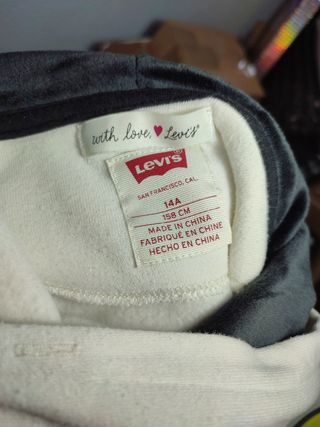 with love, Levi's
Levi's
SAN FRANCISCO, CAL.
14A
158 CM
MADE IN CHINA
FABRIQUÉ EN CHINE
HECHO EN CHINA